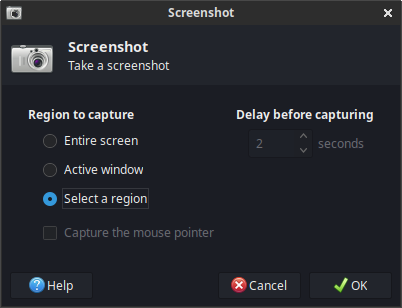 Screenshot
Screenshot
Take a screenshot
Region to capture
Delay before capturing
Entire screen
2 seconds
Active window
Select a region
Capture the mouse pointer
Help
Cancel
OK